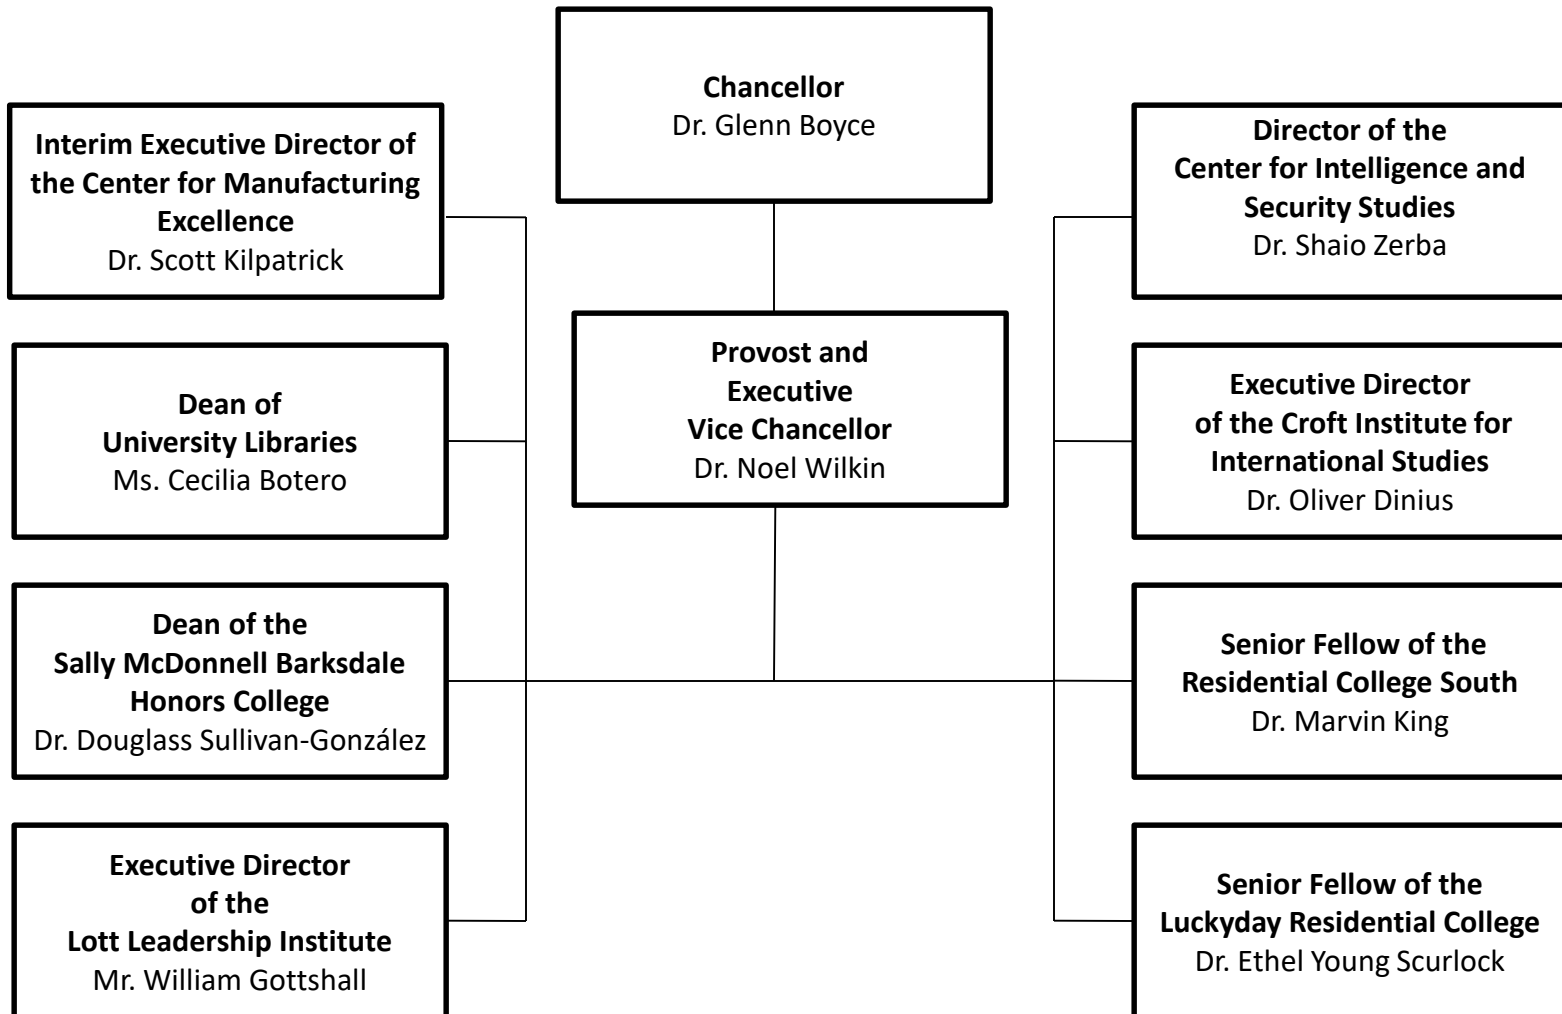 Chancellor
Dr. Glenn Boyce
Interim Executive Director of
the Center for Manufacturing
Excellence
Dr. Scott Kilpatrick
Director of the
Center for Intelligence and
Security Studies
Dr. Shaio Zerba
Provost and
Executive
Vice Chancellor
Dr. Noel Wilkin
Dean of
University Libraries
Ms. Cecilia Botero
Executive Director
of the Croft Institute for
International Studies
Dr. Oliver Dinius
Dean of the
Sally McDonnell Barksdale
Honors College
Dr. Douglass Sullivan-González
Senior Fellow of the
Residential College South
Dr. Marvin King
Executive Director
of the
Lott Leadership Institute
Mr. William Gottshall
Senior Fellow of the
Luckyday Residential College
Dr. Ethel Young Scurlock